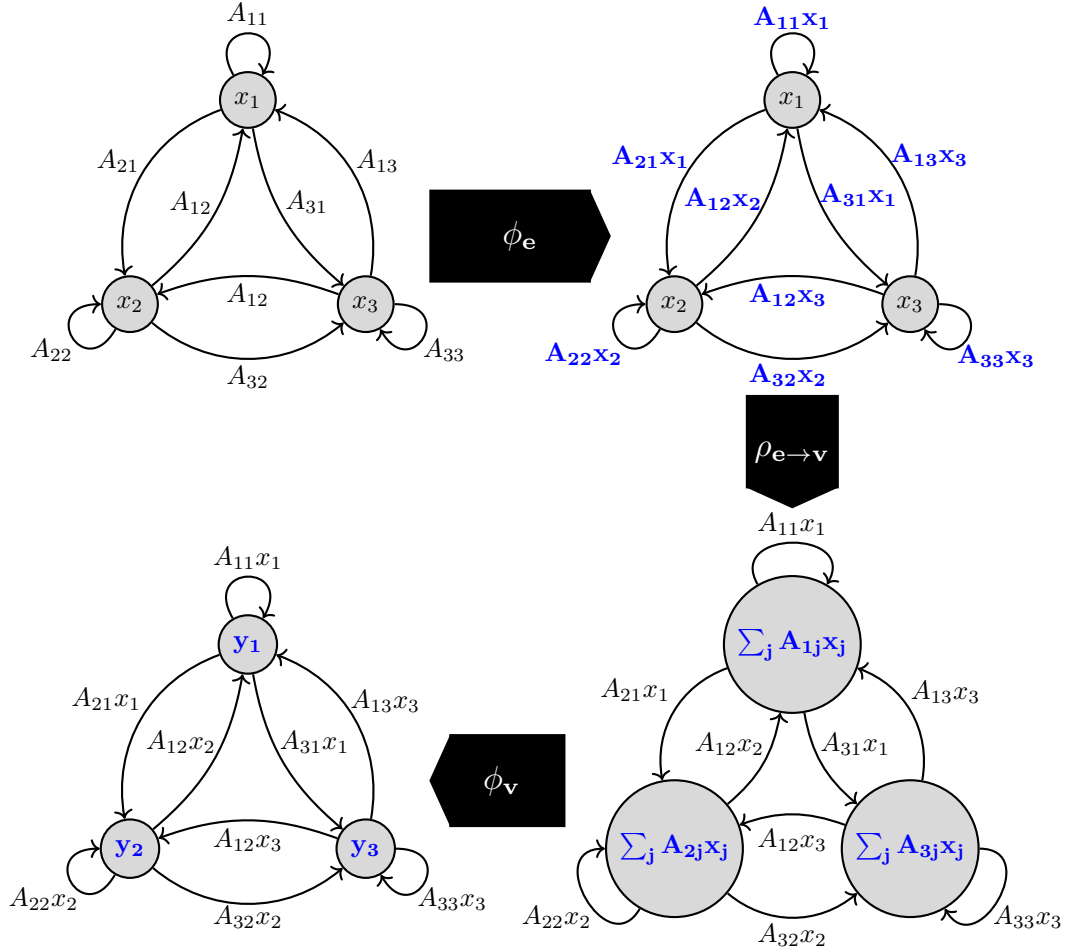 A₁₁
x₁
A₂₁
A₁₃
A₁₂
A₃₁
x₂
A₁₂
x₃
A₂₂
A₃₂
A₃₃
ϕₑ
A₁₁x₁
x₁
A₂₁x₁
A₁₃x₃
A₁₂x₂
A₃₁x₁
x₂
A₁₂x₃
x₃
A₂₂x₂
A₃₂x₂
A₃₃x₃
ρ_{e→v}
A₁₁x₁
∑ⱼ A₁ⱼxⱼ
A₂₁x₁
A₁₃x₃
A₁₂x₂
A₃₁x₁
∑ⱼ A₂ⱼxⱼ
A₁₂x₃
∑ⱼ A₃ⱼxⱼ
A₂₂x₂
A₃₂x₂
A₃₃x₃
ϕᵥ
A₁₁x₁
y₁
A₂₁x₁
A₁₃x₃
A₁₂x₂
A₃₁x₁
y₂
A₁₂x₃
y₃
A₂₂x₂
A₃₂x₂
A₃₃x₃